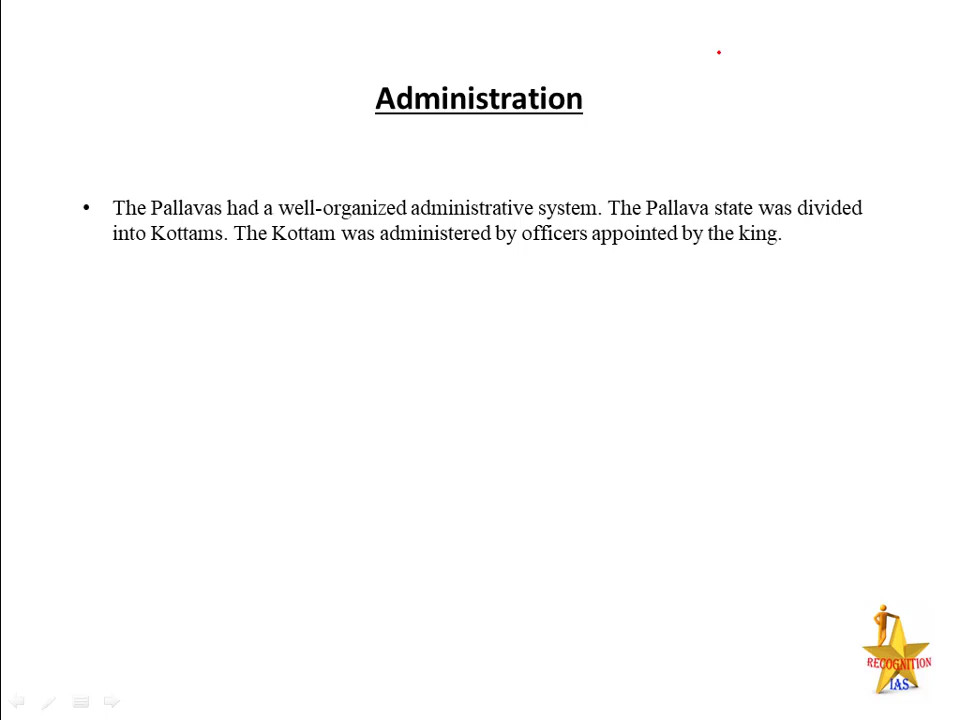 Administration
• The Pallavas had a well-organized administrative system. The Pallava state was divided
into Kottams. The Kottam was administered by officers appointed by the king.
RECOGNITION
IAS